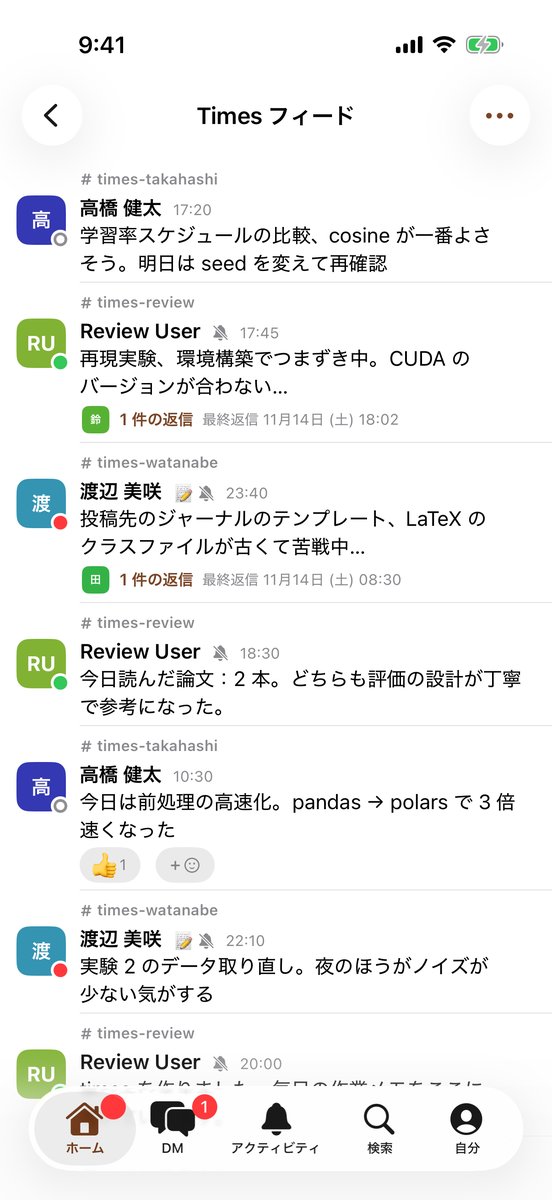 9:41
Times フィード
# times-takahashi
高
高橋 健太 17:20
学習率スケジュールの比較、cosine が一番よさ
そう。明日は seed を変えて再確認
# times-review
RU
Review User 17:45
再現実験、環境構築でつまずき中。CUDA の
バージョンが合わない...
鈴 1 件の返信 最終返信 11月14日 (土) 18:02
# times-watanabe
渡
渡辺 美咲 23:40
投稿先のジャーナルのテンプレート、LaTeX の
クラスファイルが古くて苦戦中...
田 1 件の返信 最終返信 11月14日 (土) 08:30
# times-review
RU
Review User 18:30
今日読んだ論文：2 本。どちらも評価の設計が丁寧
で参考になった。
# times-takahashi
高
高橋 健太 10:30
今日は前処理の高速化。pandas → polars で 3 倍
速くなった
👍 1 +
# times-watanabe
渡
渡辺 美咲 22:10
実験 2 のデータ取り直し。夜のほうがノイズが
少ない気がする
# times-review
RU
Review User 20:00
1
ホーム DM アクティビティ 検索 自分